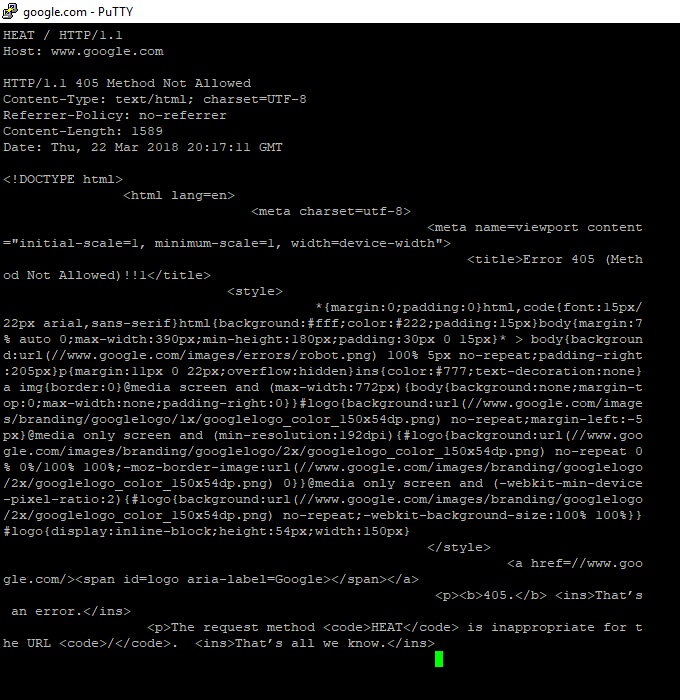 google.com - PuTTY
HEAT / HTTP/1.1
Host: www.google.com
HTTP/1.1 405 Method Not Allowed
Content-Type: text/html; charset=UTF-8
Referrer-Policy: no-referrer
Content-Length: 1589
Date: Thu, 22 Mar 2018 20:17:11 GMT
<!DOCTYPE html>
<html lang=en>
<meta charset=utf-8>
<meta name=viewport content
="initial-scale=1, minimum-scale=1, width=device-width">
<title>Error 405 (Meth
od Not Allowed)!!1</title>
<style>
*{margin:0;padding:0}html,code{font:15px/
22px arial,sans-serif}html{background:#fff;color:#222;padding:15px}body{margin:7
% auto 0;max-width:390px;min-height:180px;padding:30px 0 15px}* > body{backgroun
d:url(//www.google.com/images/errors/robot.png) 100% 5px no-repeat;padding-right
:205px}p{margin:11px 0 22px;overflow:hidden}ins{color:#777;text-decoration:none}
a img{border:0}@media screen and (max-width:772px){body{background:none;margin-t
op:0;max-width:none;padding-right:0}}#logo{background:url(//www.google.com/image
s/branding/googlelogo/1x/googlelogo_color_150x54dp.png) no-repeat;margin-left:-5
px}@media only screen and (min-resolution:192dpi){#logo{background:url(//www.goo
gle.com/images/branding/googlelogo/2x/googlelogo_color_150x54dp.png) no-repeat 0
% 0%/100% 100%;-moz-border-image:url(//www.google.com/images/branding/googlelogo
/2x/googlelogo_color_150x54dp.png) 0}}@media only screen and (-webkit-min-device
-pixel-ratio:2){#logo{background:url(//www.google.com/images/branding/googlelogo
/2x/googlelogo_color_150x54dp.png) no-repeat;-webkit-background-size:100% 100%}}
#logo{display:inline-block;height:54px;width:150px}
</style>
<a href=//www.goo
gle.com/><span id=logo aria-label=Google></span></a>
<p><b>405.</b> <ins>That’s
an error.</ins>
<p>The request method <code>HEAT</code> is inappropriate for t
he URL <code>/</code>.  <ins>That’s all we know.</ins>